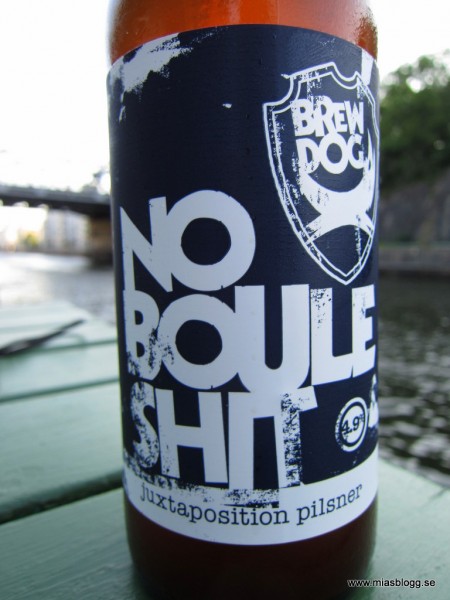 BREW
DOG
NO
BOULE
SHIT
4.9%
juxtaposition pilsner
www.miasblogg.se